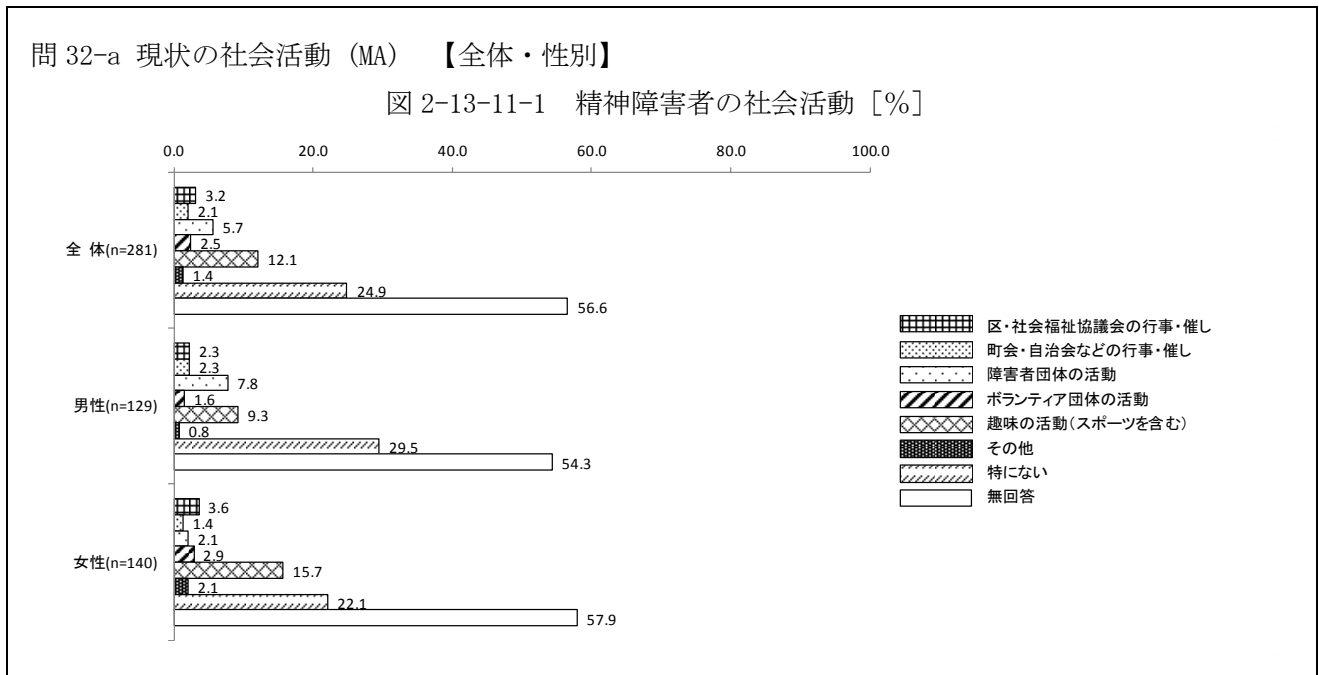 問 32-a 現状の社会活動（MA） 【全体・性別】
図 2-13-11-1 精神障害者の社会活動［％］
0.0 20.0 40.0 60.0 80.0 100.0
全 体(n=281)
3.2
2.1
5.7
2.5
12.1
1.4
24.9
56.6
男性(n=129)
2.3
2.3
7.8
1.6
9.3
0.8
29.5
54.3
女性(n=140)
3.6
1.4
2.1
2.9
15.7
2.1
22.1
57.9
区・社会福祉協議会の行事・催し
町会・自治会などの行事・催し
障害者団体の活動
ボランティア団体の活動
趣味の活動（スポーツを含む）
その他
特にない
無回答